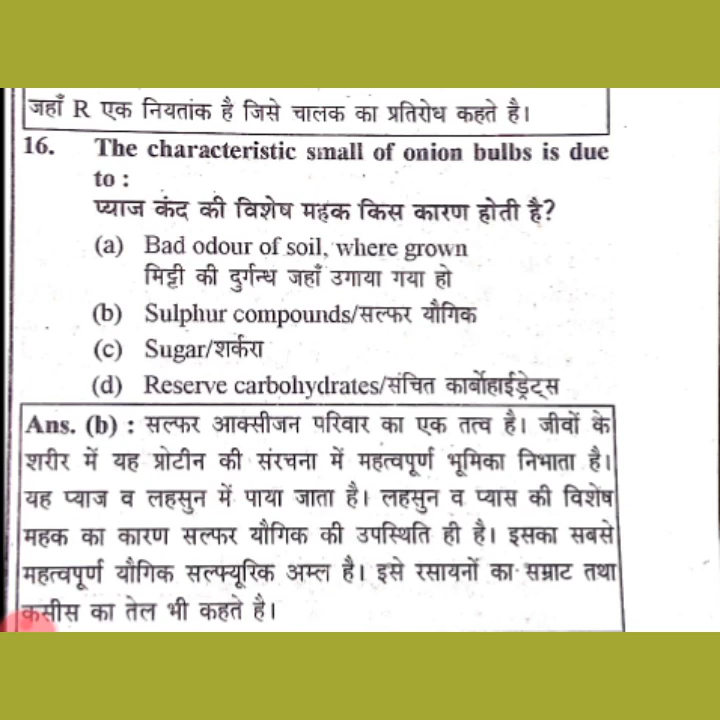 जहाँ R एक नियतांक है जिसे चालक का प्रतिरोध कहते है।
16. The characteristic small of onion bulbs is due
to :
प्याज कंद की विशेष महक किस कारण होती है?
(a) Bad odour of soil, where grown
मिट्टी की दुर्गन्ध जहाँ उगाया गया हो
(b) Sulphur compounds/सल्फर यौगिक
(c) Sugar/शर्करा
(d) Reserve carbohydrates/संचित कार्बोहाईड्रेट्स
Ans. (b) : सल्फर आक्सीजन परिवार का एक तत्व है। जीवों के
शरीर में यह प्रोटीन की संरचना में महत्वपूर्ण भूमिका निभाता है।
यह प्याज व लहसुन में पाया जाता है। लहसुन व प्यास की विशेष
महक का कारण सल्फर यौगिक की उपस्थिति ही है। इसका सबसे
महत्वपूर्ण यौगिक सल्फ्यूरिक अम्ल है। इसे रसायनों का सम्राट तथा
कसीस का तेल भी कहते है।